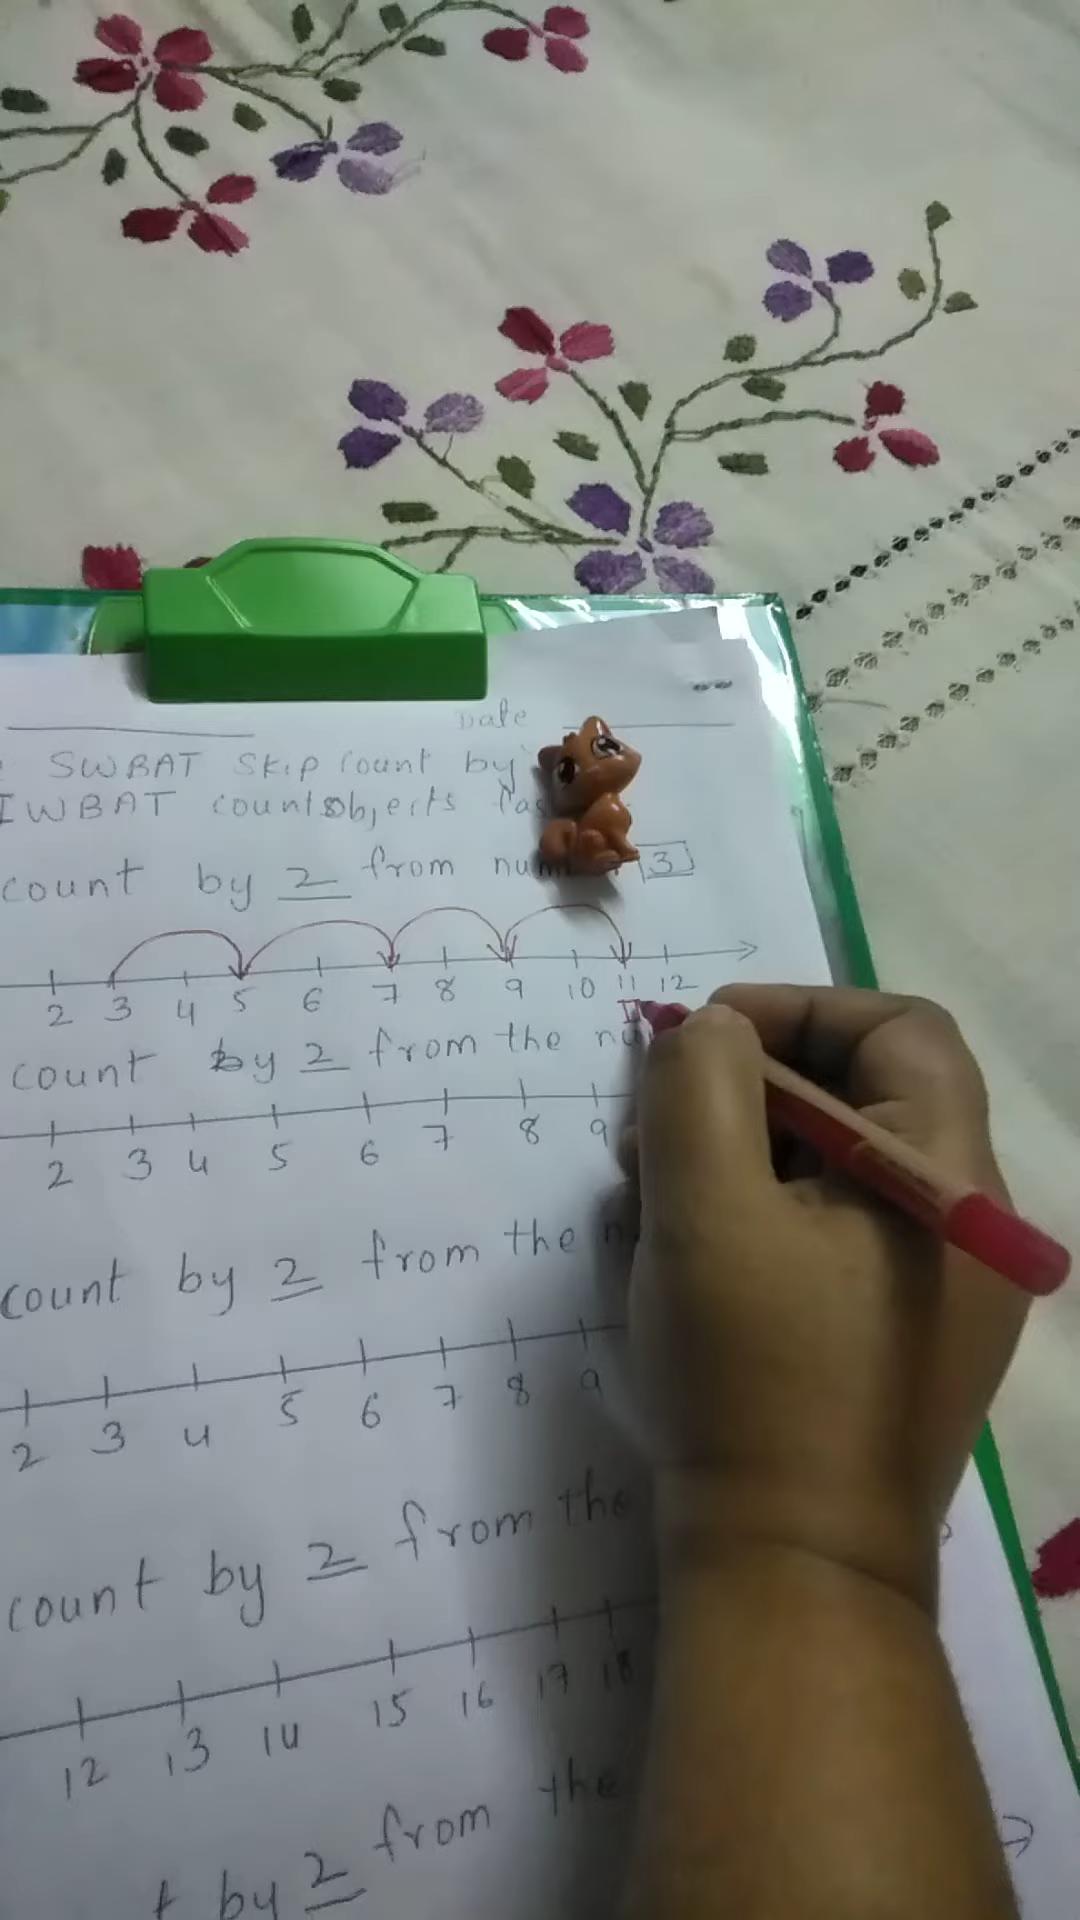 Date
SWBAT Skip count by
IWBAT count objects
count by 2 from 3
2 3 4 5 6 7 8 9 10 11 12
count by 2 from the
2 3 4 5 6 7 8 9
count by 2 from the
2 3 4 5 6 7 8 9
count by 2 from the
12 13 14 15 16 17 18
by 2 from the